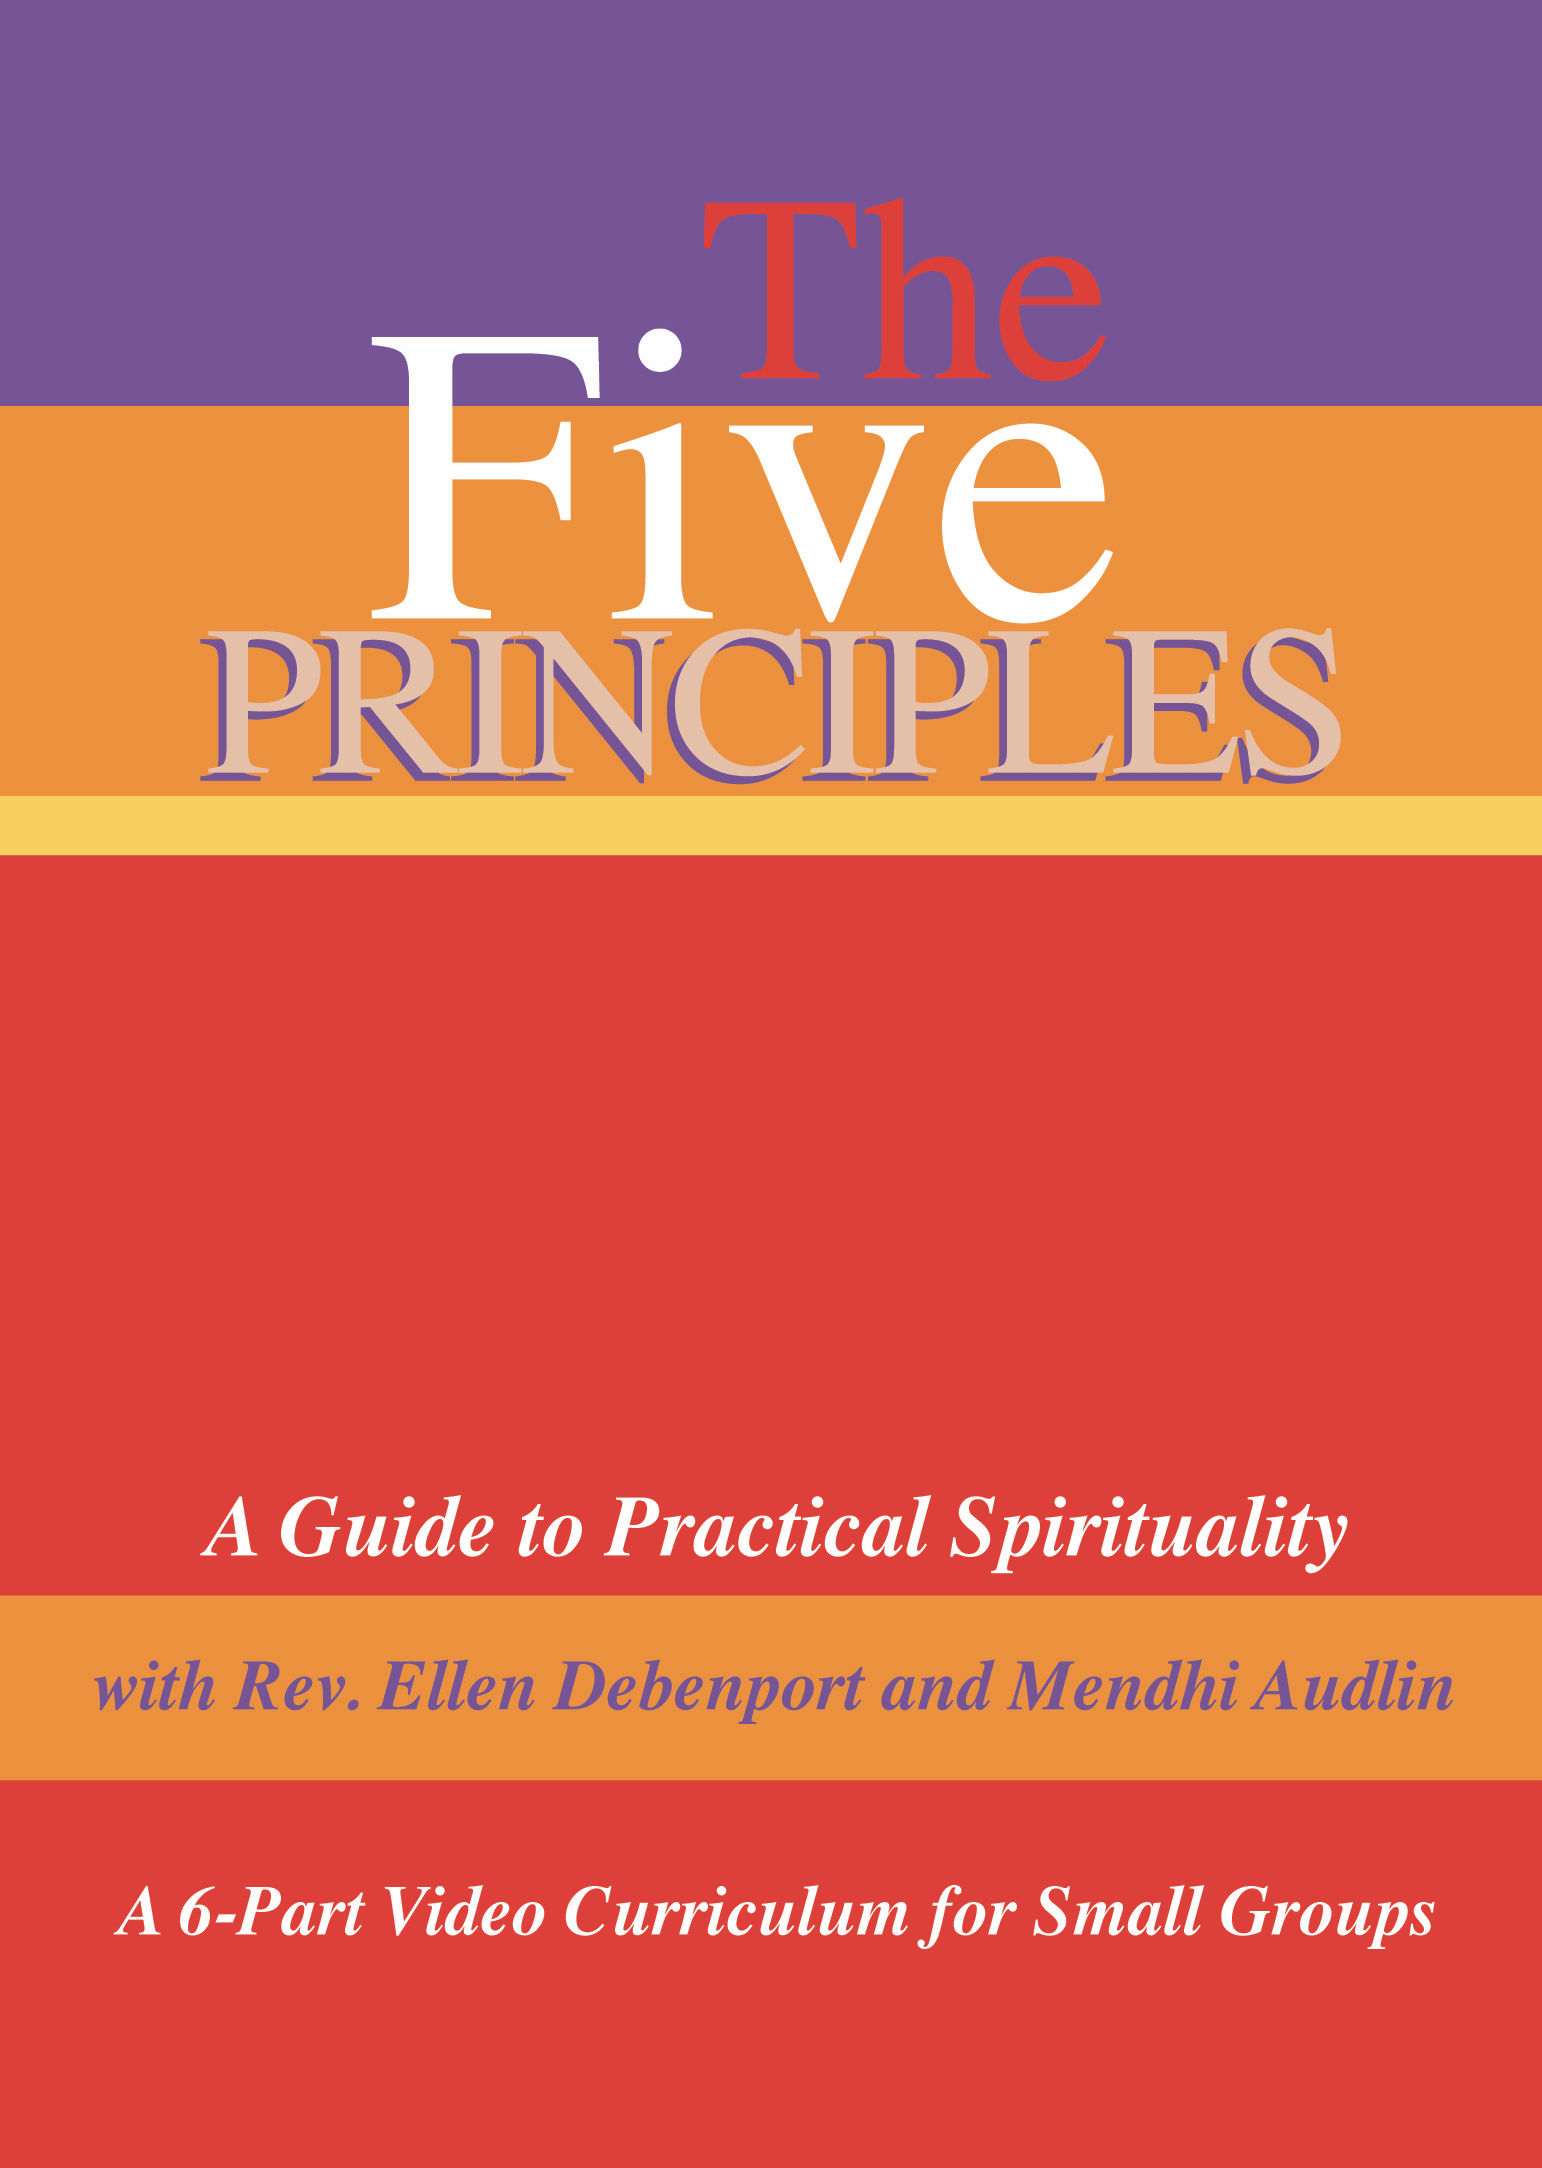 The
Five
PRINCIPLES
A Guide to Practical Spirituality
with Rev. Ellen Debenport and Mendhi Audlin
A 6-Part Video Curriculum for Small Groups